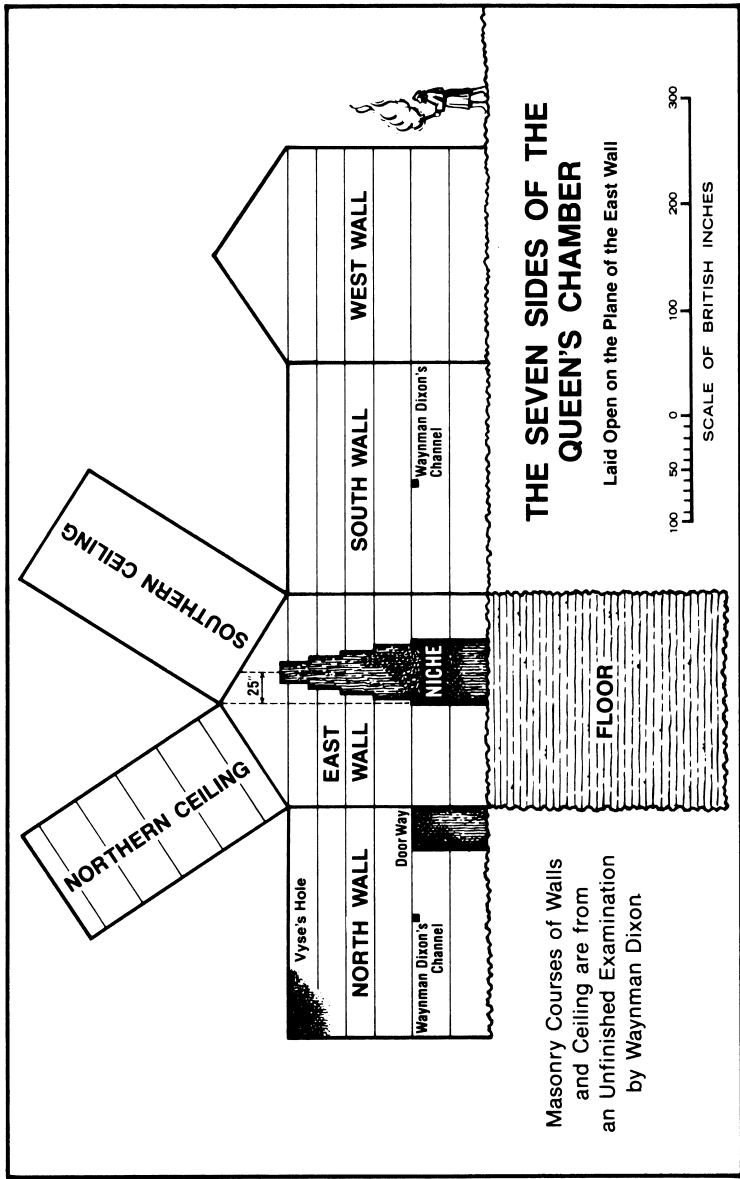 SOUTHERN CEILING
NORTHERN CEILING
Vyse's Hole
NORTH WALL
Door Way
Waynman Dixon's
Channel
EAST
WALL
25"
NICHE
SOUTH WALL
Waynman Dixon's
Channel
WEST WALL
FLOOR
Masonry Courses of Walls
and Ceiling are from
an Unfinished Examination
by Waynman Dixon.
THE SEVEN SIDES OF THE
QUEEN'S CHAMBER
Laid Open on the Plane of the East Wall
100 50 0 100 200 300
SCALE OF BRITISH INCHES